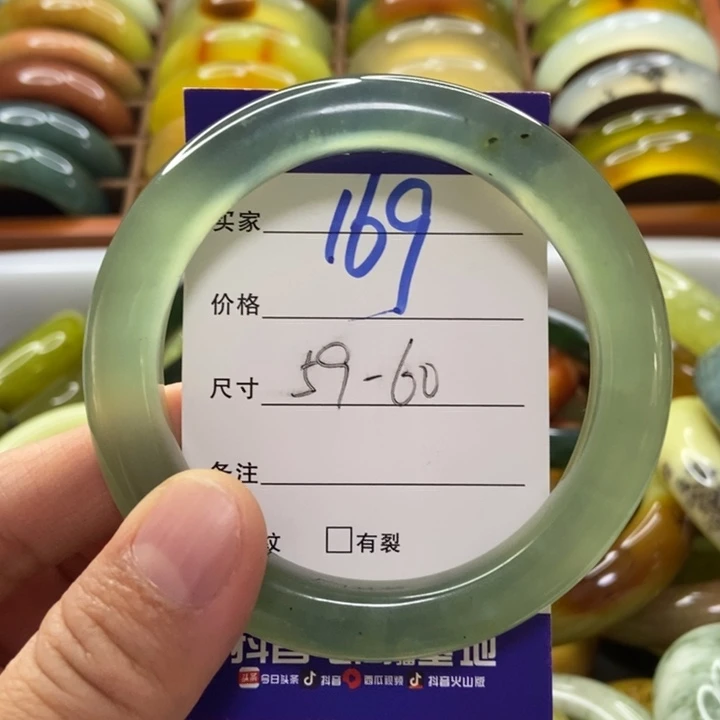 买家 169
价格
尺寸 59-60
备注
纹 □有裂
今日头条 抖音 西瓜视频 抖音火山版